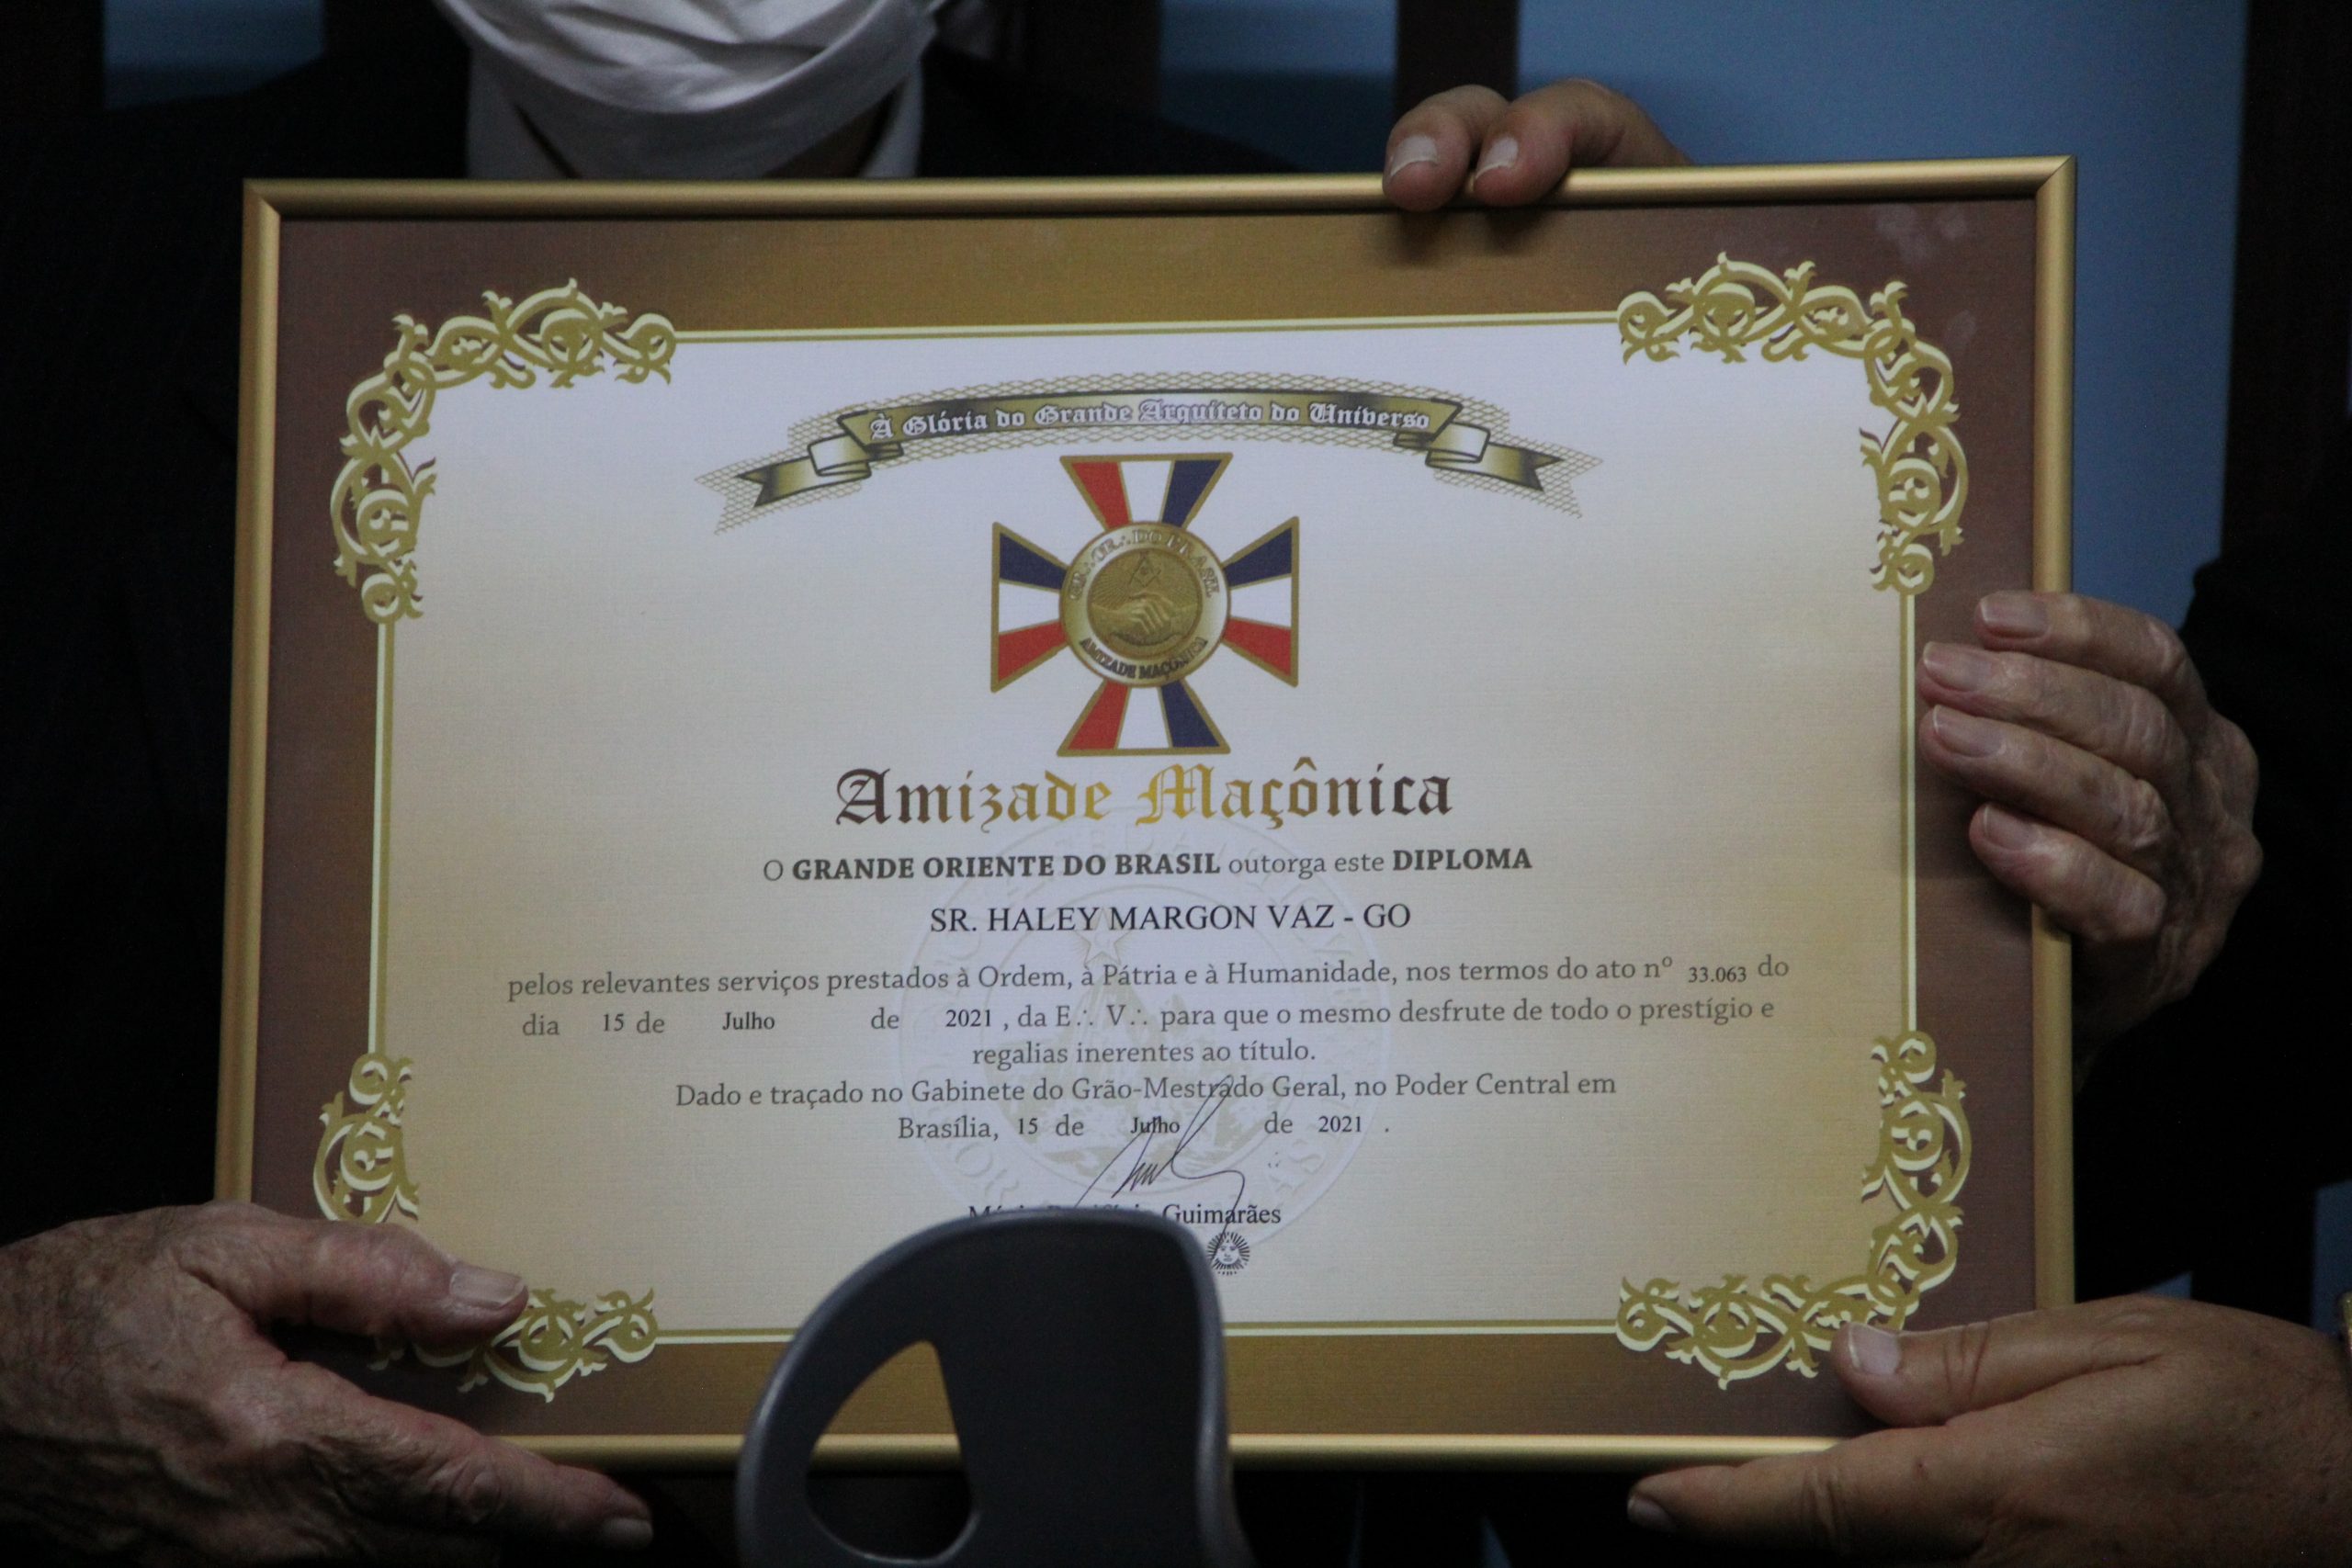 À Glória do Grande Arquiteto do Universo
AMIZADE MAÇÔNICA
Amizade Maçônica
O GRANDE ORIENTE DO BRASIL outorga este DIPLOMA
SR. HALEY MARGON VAZ - GO
pelos relevantes serviços prestados à Ordem, à Pátria e à Humanidade, nos termos do ato nº 33.063 do
dia 15 de Julho de 2021 , da E∴ V∴ para que o mesmo desfrute de todo o prestígio e
regalias inerentes ao título.
Dado e traçado no Gabinete do Grão-Mestrado Geral, no Poder Central em
Brasília, 15 de Julho de 2021 .
Guimarães